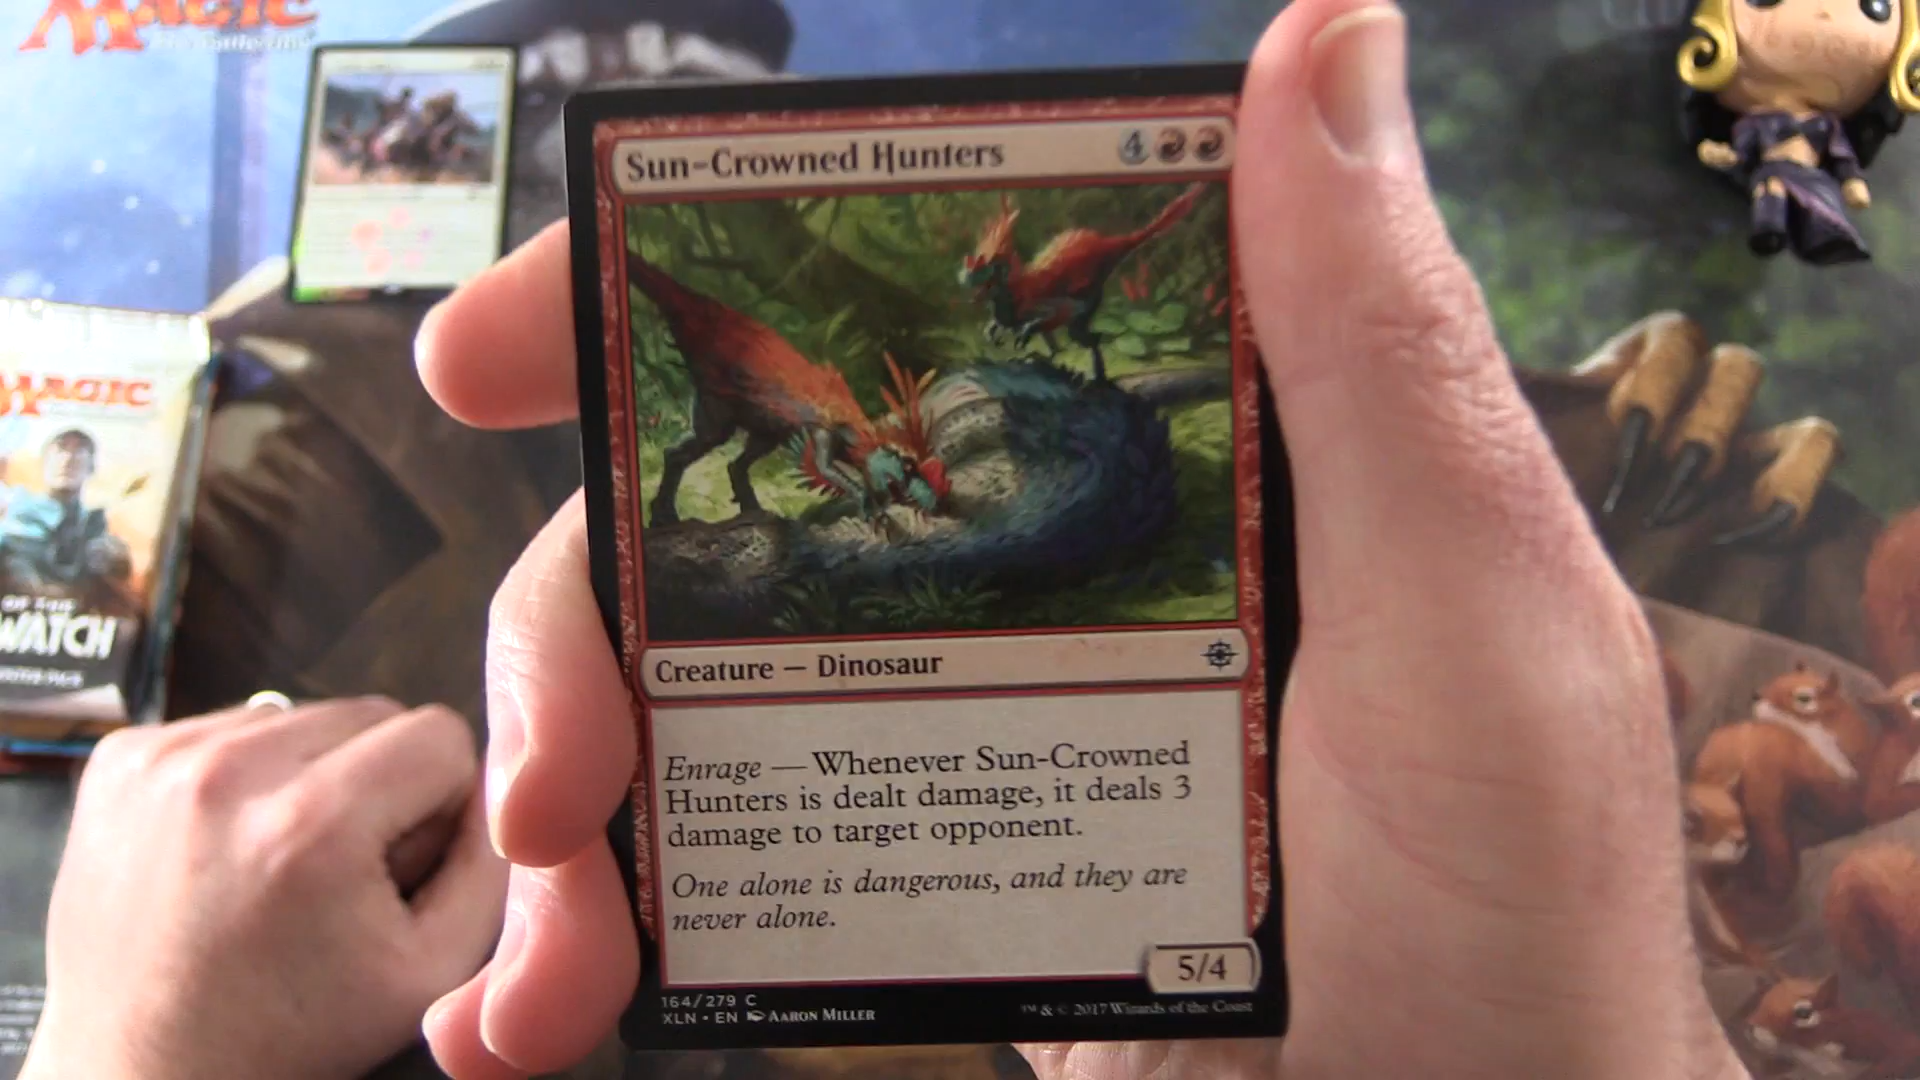 MAGIC
Sun-Crowned Hunters
4
MAGIC
OF THE
WATCH
Creature — Dinosaur
Enrage — Whenever Sun-Crowned
Hunters is dealt damage, it deals 3
damage to target opponent.
One alone is dangerous, and they are
never alone.
5/4
164/279 C
XLN • EN AARON MILLER
™ & © 2017 Wizards of the Coast